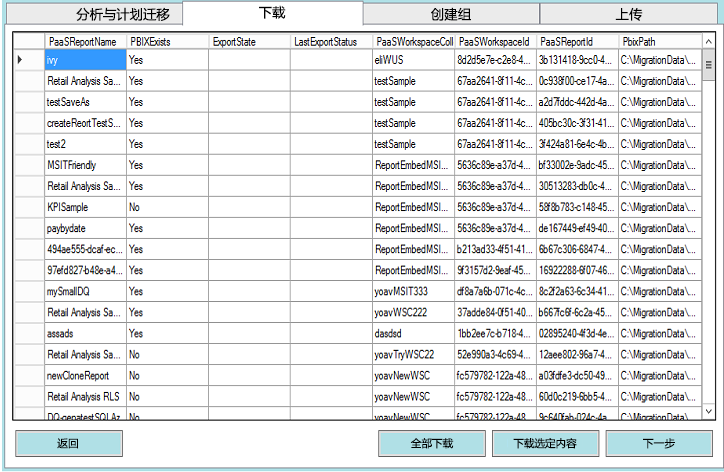 分析与计划迁移 下载 创建组 上传
PaaSReportName PBIXExists ExportState LastExportStatus PaaSWorkspaceColl PaaSWorkspaceId PaaSReportId PbixPath
ivy Yes eliWUS 8d2d5e7e-c2e8-4... 3b131418-9cc0-4... C:\MigrationData\...
Retail Analysis Sa... Yes testSample 67aa2641-8f11-4c... 0c938f00-ce17-4a... C:\MigrationData\...
testSaveAs Yes testSample 67aa2641-8f11-4c... a2d7fddc-442d-4a... C:\MigrationData\...
createReortTestS... Yes testSample 67aa2641-8f11-4c... 405bc30c-3f31-41... C:\MigrationData\...
test2 Yes testSample 67aa2641-8f11-4c... 3f424a81-6e4c-4b... C:\MigrationData\...
MSITFriendly Yes ReportEmbedMSI... 5636c89e-a37d-4... bf33002e-9adc-45... C:\MigrationData\...
Retail Analysis Sa... Yes ReportEmbedMSI... 5636c89e-a37d-4... 30513283-db0c-4... C:\MigrationData\...
KPISample No ReportEmbedMSI... 5636c89e-a37d-4... 58f8b783-c148-45... C:\MigrationData\...
paybydate Yes ReportEmbedMSI... 5636c89e-a37d-4... de167449-ef49-40... C:\MigrationData\...
494ae555-dcaf-ec... Yes ReportEmbedMSI... b213ad33-4f51-41... 6b67c306-6847-4... C:\MigrationData\...
97efd827-b48e-a4... Yes ReportEmbedMSI... 9f3157d2-9eaf-45... 16922288-6f07-46... C:\MigrationData\...
mySmallDQ Yes yoavMSIT333 df8a7a6b-071c-4c... 8c2f2a63-6c34-41... C:\MigrationData\...
Retail Analysis Sa... Yes yoavWSC222 37adde84-0f51-40... b667fc6f-6c2a-45... C:\MigrationData\...
assads Yes dasdsd 1bb2ee7c-b718-4... 02895240-4f3d-4e... C:\MigrationData\...
Retail Analysis Sa... No yoavTryWSC22 52e990a3-4c69-4... 12aee802-96a7-4... C:\MigrationData\...
newCloneReport No yoavNewWSC fc579782-122a-48... a03fdfe3-dc50-49... C:\MigrationData\...
Retail Analysis RLS No yoavNewWSC fc579782-122a-48... 60d0c219-6bb5-4... C:\MigrationData\...
DQ-gepatestSQLAz No yoavNewWSC fc579782-122a-48... 9c640fab-024c-4a... C:\MigrationData\...
返回 全部下载 下载选定内容 下一步